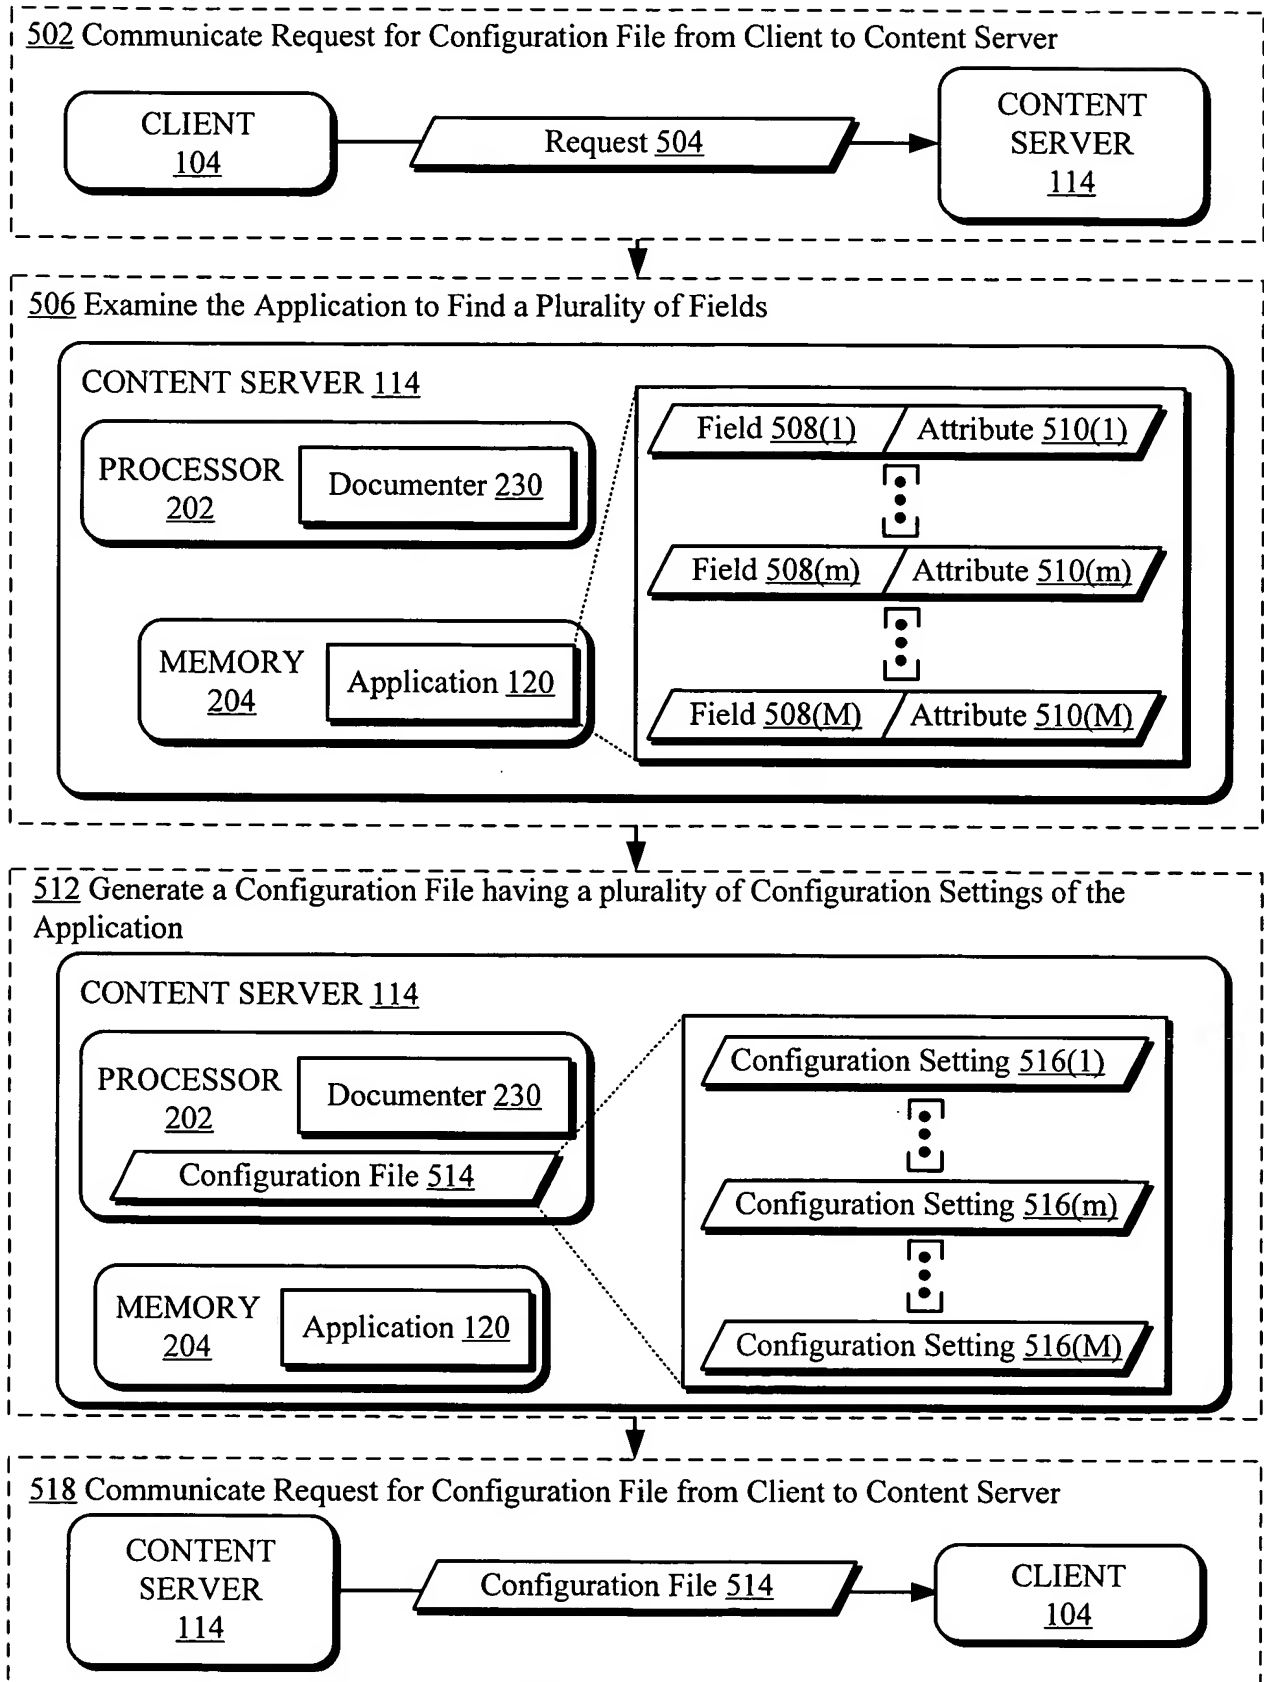 502 Communicate Request for Configuration File from Client to Content Server
CLIENT
104
Request 504
CONTENT
SERVER
114
506 Examine the Application to Find a Plurality of Fields
CONTENT SERVER 114
PROCESSOR
202
Documenter 230
MEMORY
204
Application 120
Field 508(1)
Attribute 510(1)
Field 508(m)
Attribute 510(m)
Field 508(M)
Attribute 510(M)
512 Generate a Configuration File having a plurality of Configuration Settings of the
Application
CONTENT SERVER 114
PROCESSOR
202
Documenter 230
Configuration File 514
MEMORY
204
Application 120
Configuration Setting 516(1)
Configuration Setting 516(m)
Configuration Setting 516(M)
518 Communicate Request for Configuration File from Client to Content Server
CONTENT
SERVER
114
Configuration File 514
CLIENT
104